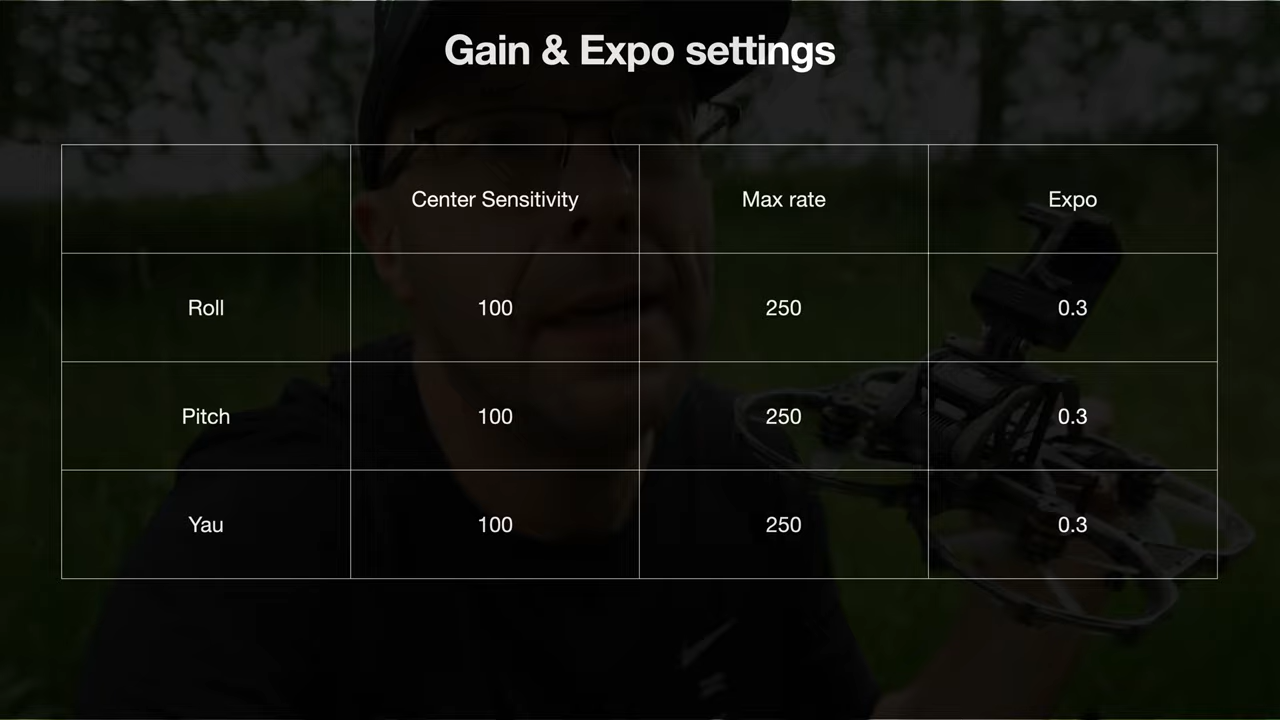 Gain & Expo settings
Center Sensitivity Max rate Expo
Roll 100 250 0.3
Pitch 100 250 0.3
Yau 100 250 0.3